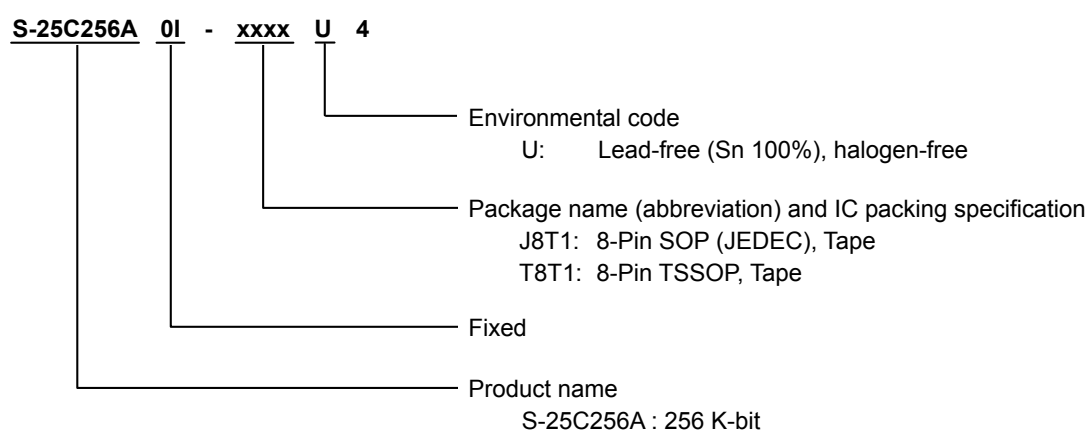 S-25C256A 0I - xxxx U 4
Environmental code
U: Lead-free (Sn 100%), halogen-free
Package name (abbreviation) and IC packing specification
J8T1: 8-Pin SOP (JEDEC), Tape
T8T1: 8-Pin TSSOP, Tape
Fixed
Product name
S-25C256A : 256 K-bit